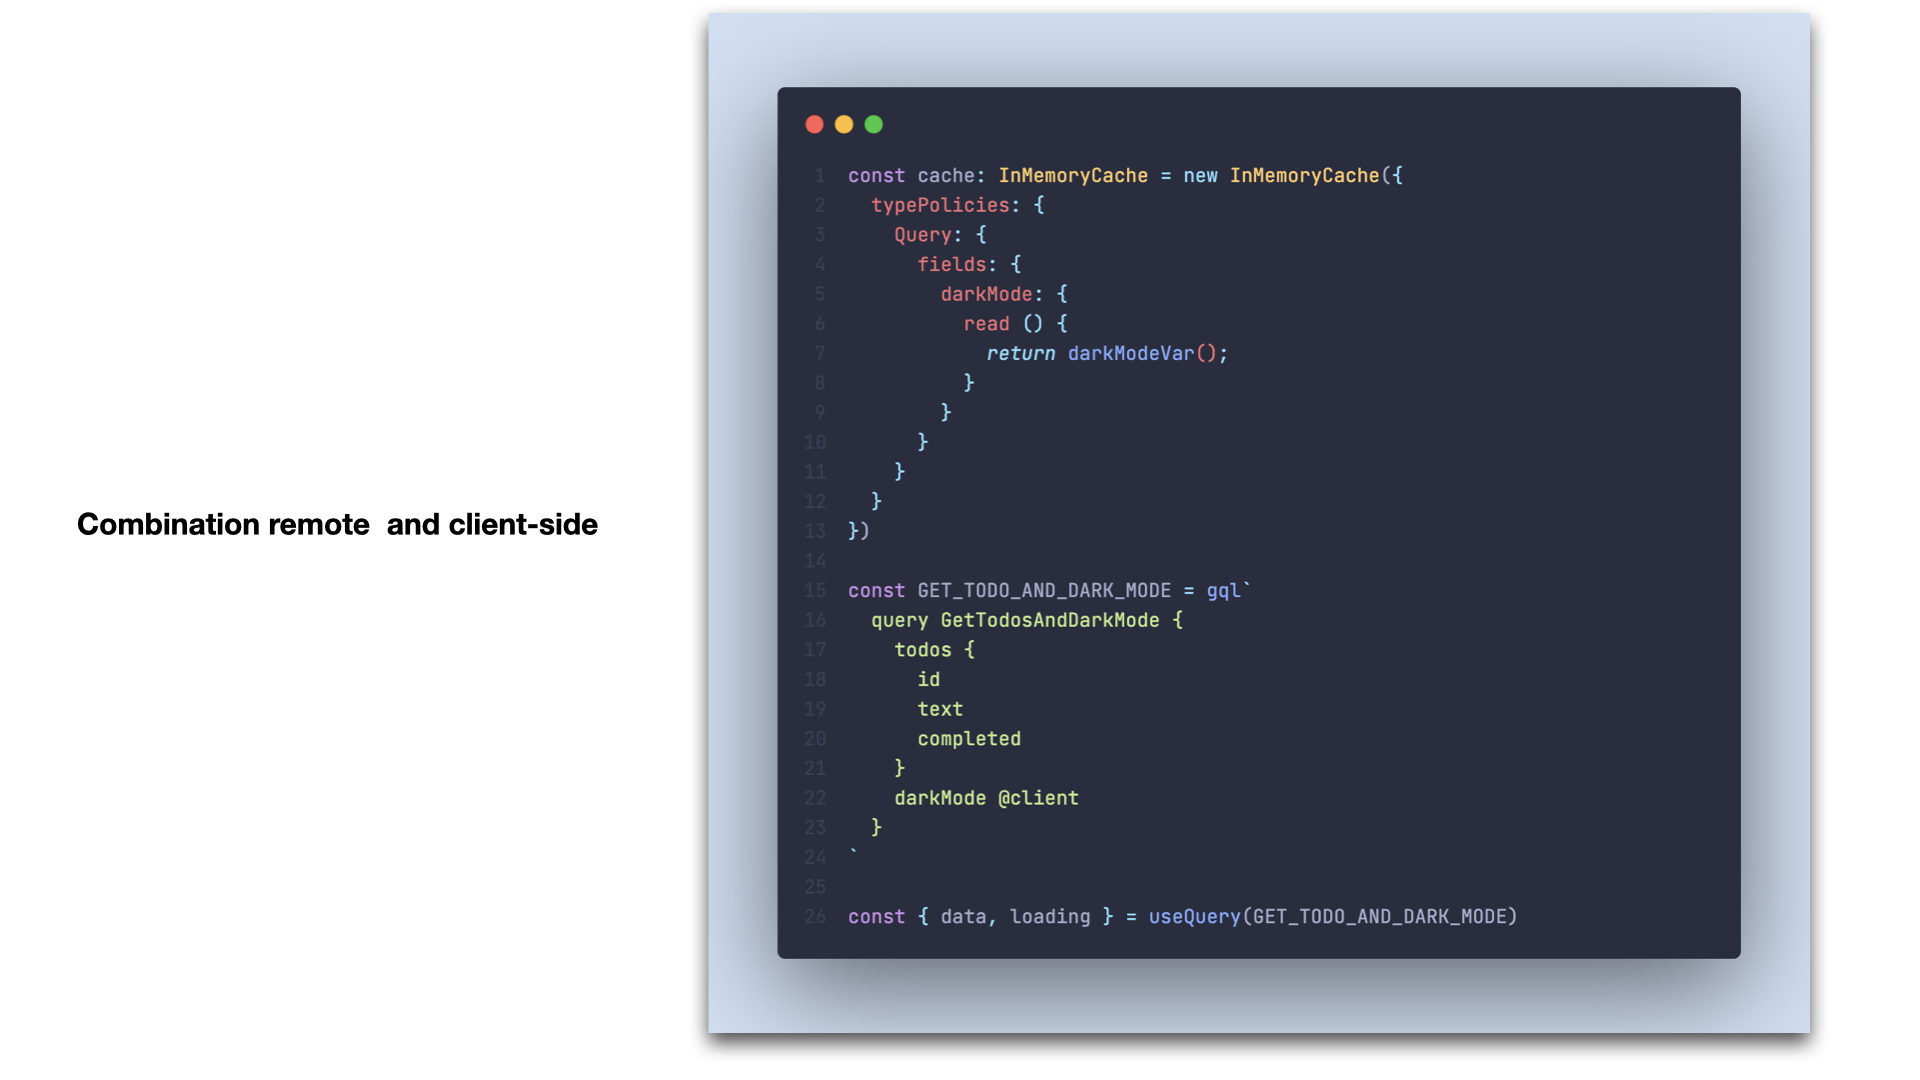 Combination remote  and client-side
1 const cache: InMemoryCache = new InMemoryCache({
2   typePolicies: {
3     Query: {
4       fields: {
5         darkMode: {
6           read () {
7             return darkModeVar();
8           }
9         }
10       }
11     }
12   }
13 })
14
15 const GET_TODO_AND_DARK_MODE = gql`
16   query GetTodosAndDarkMode {
17     todos {
18       id
19       text
20       completed
21     }
22     darkMode @client
23   }
24 `
25
26 const { data, loading } = useQuery(GET_TODO_AND_DARK_MODE)